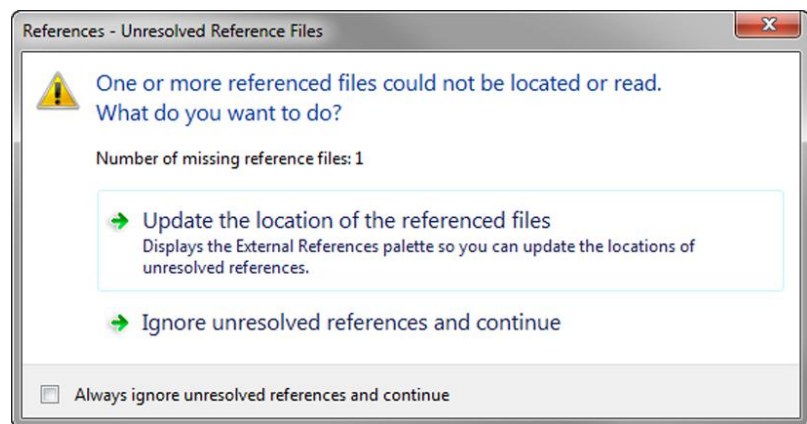 References - Unresolved Reference Files
One or more referenced files could not be located or read.
What do you want to do?
Number of missing reference files: 1
Update the location of the referenced files
Displays the External References palette so you can update the locations of
unresolved references.
Ignore unresolved references and continue
Always ignore unresolved references and continue